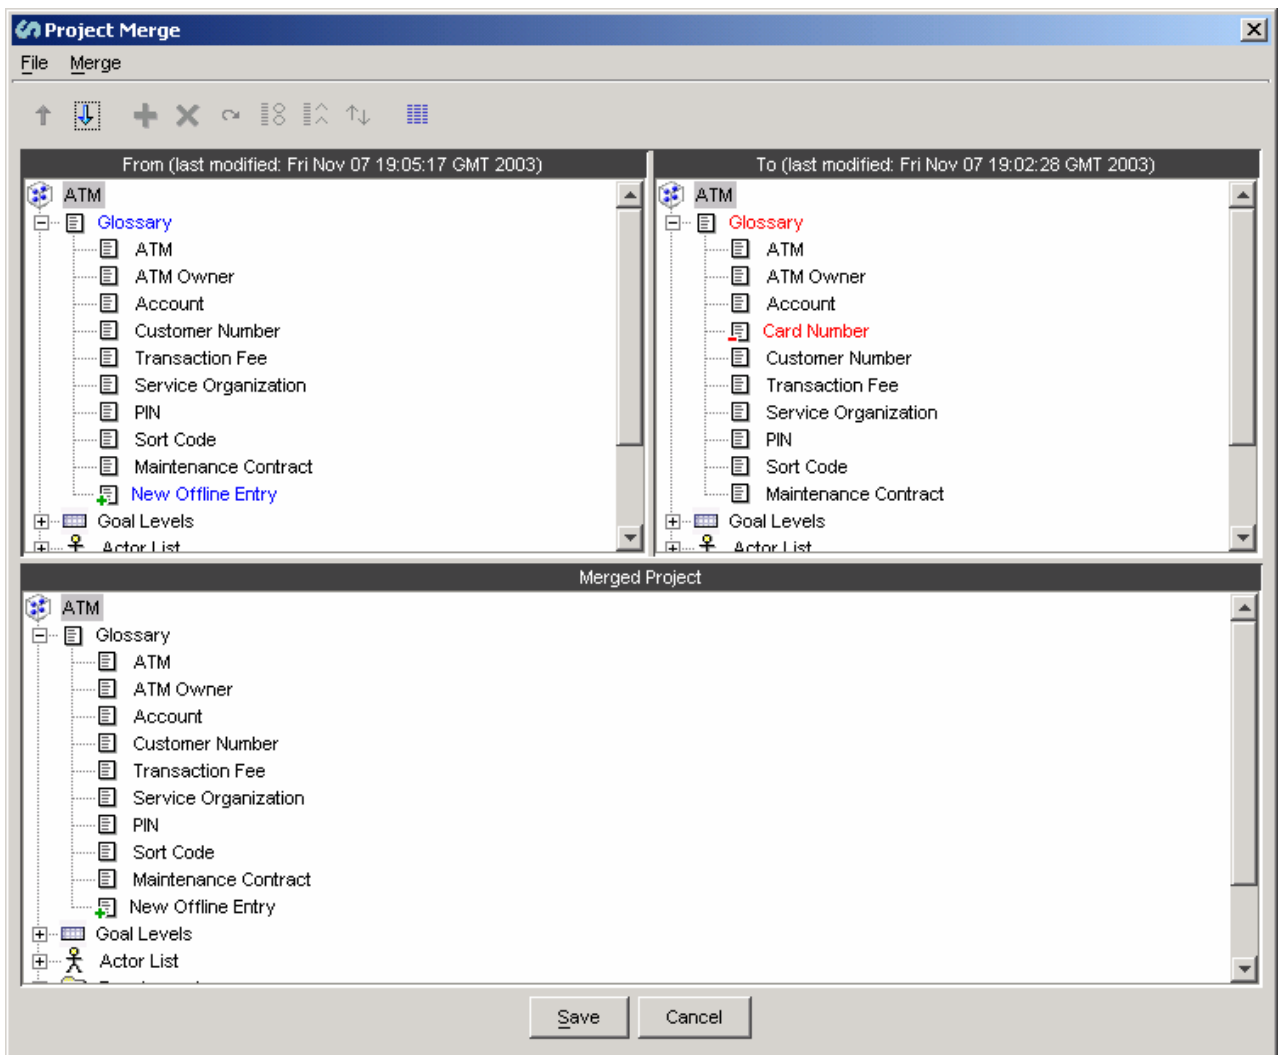 Project Merge
File Merge
From (last modified: Fri Nov 07 19:05:17 GMT 2003)
ATM
Glossary
ATM
ATM Owner
Account
Customer Number
Transaction Fee
Service Organization
PIN
Sort Code
Maintenance Contract
New Offline Entry
Goal Levels
Actor List
To (last modified: Fri Nov 07 19:02:28 GMT 2003)
ATM
Glossary
ATM
ATM Owner
Account
Card Number
Customer Number
Transaction Fee
Service Organization
PIN
Sort Code
Maintenance Contract
Goal Levels
Actor List
Merged Project
ATM
Glossary
ATM
ATM Owner
Account
Customer Number
Transaction Fee
Service Organization
PIN
Sort Code
Maintenance Contract
New Offline Entry
Goal Levels
Actor List
Save Cancel